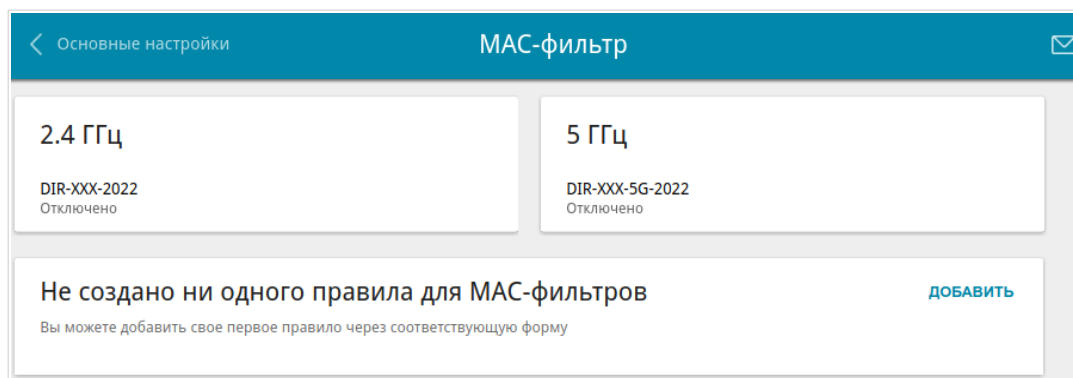 Основные настройки
MAC-фильтр
2.4 ГГц
5 ГГц
DIR-XXX-2022
Отключено
DIR-XXX-5G-2022
Отключено
Не создано ни одного правила для MAC-фильтров
ДОБАВИТЬ
Вы можете добавить свое первое правило через соответствующую форму